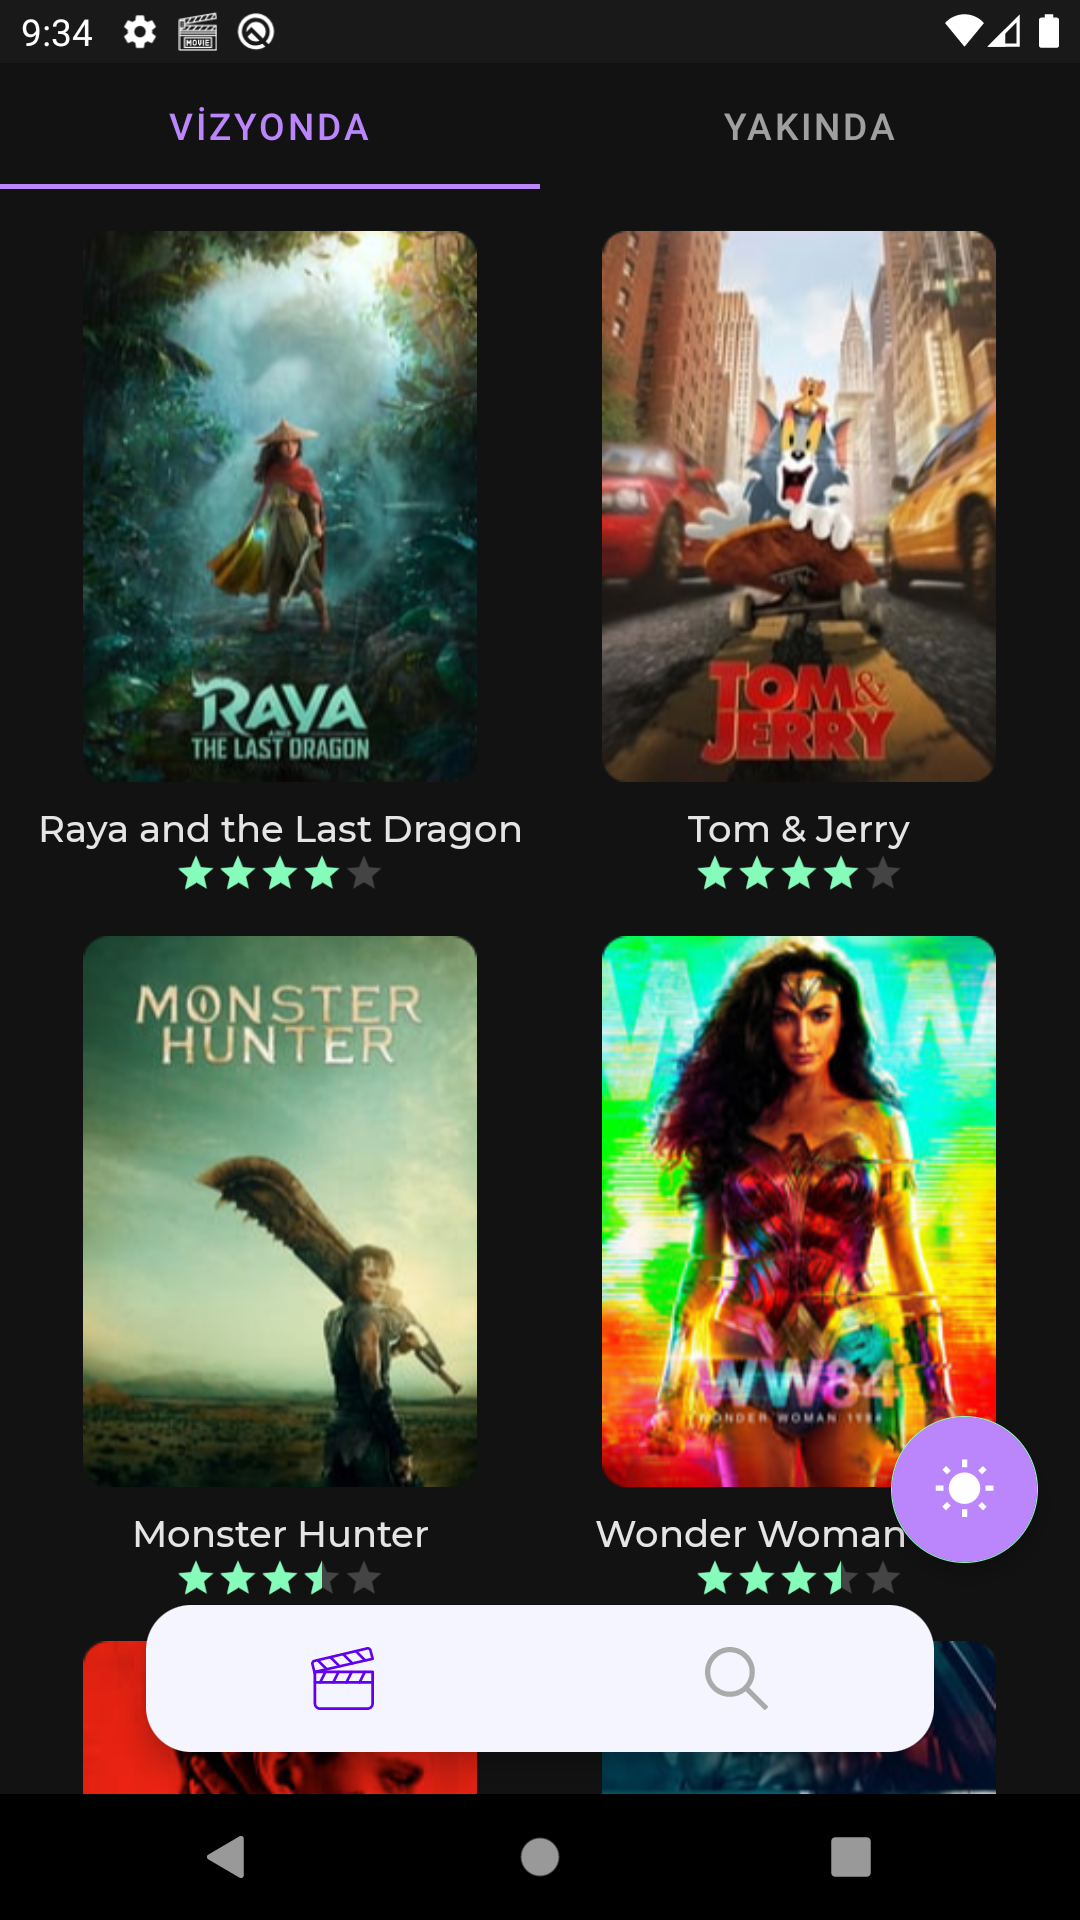 9:34
MOVIE
VİZYONDA
YAKINDA
RAYA
AND
THE LAST DRAGON
TOM&
JERRY
Raya and the Last Dragon
Tom & Jerry
MONSTER
HUNTER
WW84
WONDER WOMAN 1984
Monster Hunter
Wonder Woman